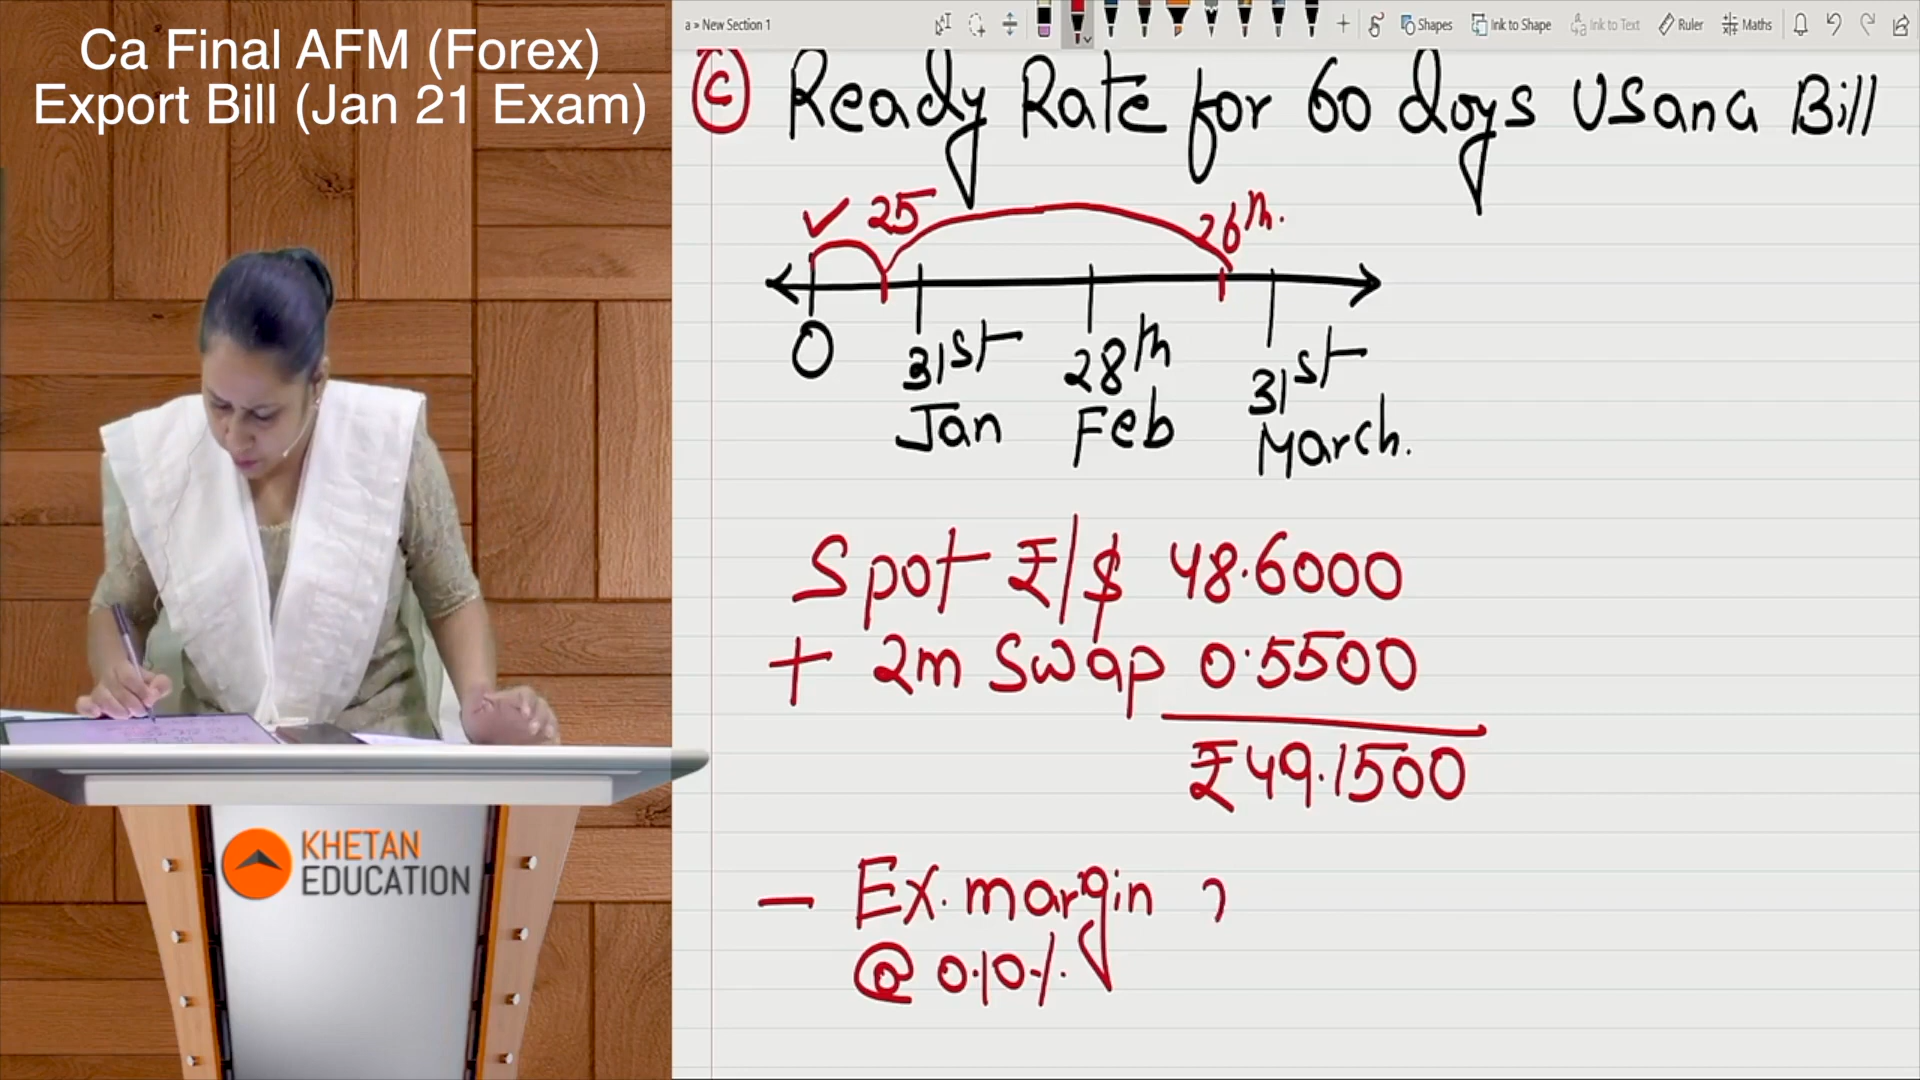 Ca Final AFM (Forex)
Export Bill (Jan 21 Exam)
KHETAN
EDUCATION
a » New Section 1
Shapes
Ink to Shape
Ink to Text
Ruler
Maths
C Ready Rate for 60 days Usana Bill
✓ 25 26th.
0 31st Jan 28th Feb 31st March.
Spot ₹/$ 48.6000
+ 2m Swap 0.5500
₹49.1500
- Ex. margin
@ 0.10%